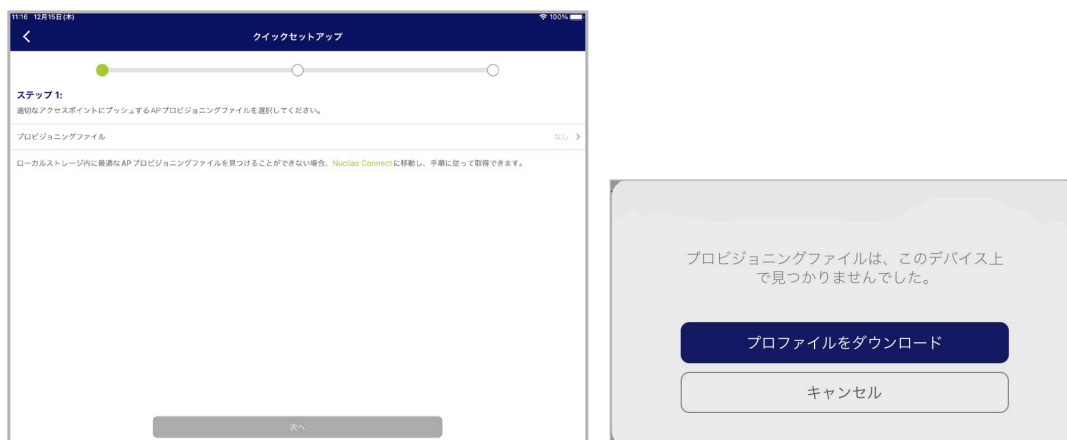 11:16 12月15日(木)
100%
クイックセットアップ
ステップ 1:
適切なアクセスポイントにプッシュするAPプロビジョニングファイルを選択してください。
プロビジョニングファイル なし
ローカルストレージ内に最適なAPプロビジョニングファイルを見つけることができない場合、Nuclias Connectに移動し、手順に従って取得できます。
次へ
プロビジョニングファイルは、このデバイス上
で見つかりませんでした。
プロファイルをダウンロード
キャンセル